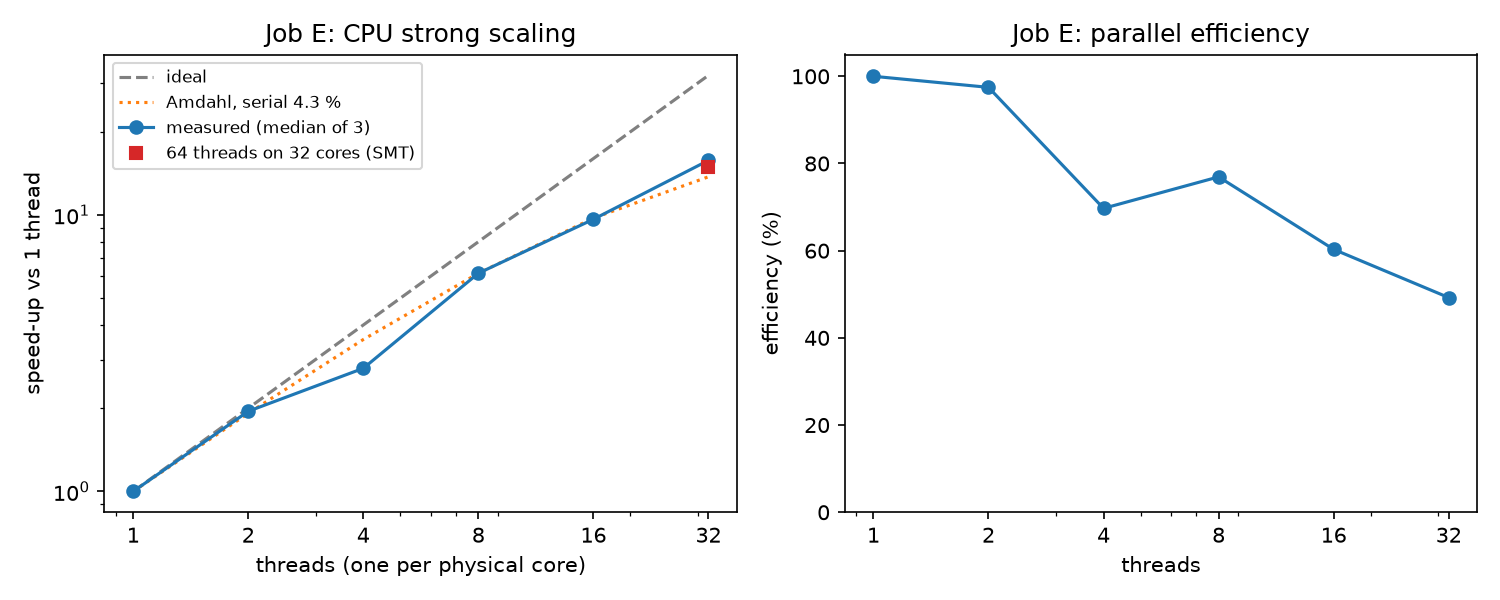 Job E: CPU strong scaling
ideal
Amdahl, serial 4.3 %
measured (median of 3)
64 threads on 32 cores (SMT)
speed-up vs 1 thread
10¹
10⁰
1 2 4 8 16 32
threads (one per physical core)
Job E: parallel efficiency
efficiency (%)
100
80
60
40
20
0
1 2 4 8 16 32
threads